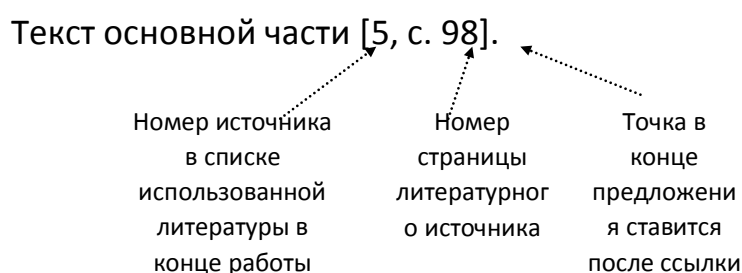 Текст основной части [5, с. 98].
Номер источника
в списке
использованной
литературы в
конце работы
Номер
страницы
литературног
о источника
Точка в
конце
предложени
я ставится
после ссылки